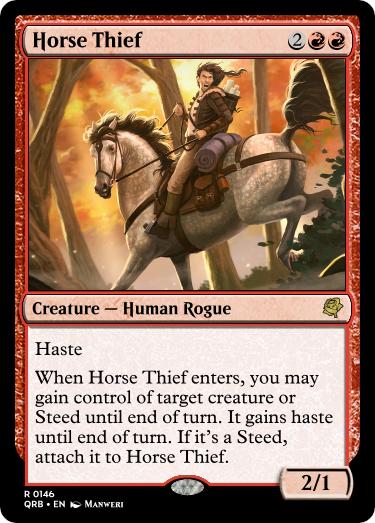 Horse Thief 2
Creature — Human Rogue
Haste
When Horse Thief enters, you may
gain control of target creature or
Steed until end of turn. It gains haste
until end of turn. If it's a Steed,
attach it to Horse Thief.
2/1
R 0146
QRB • EN Manweri